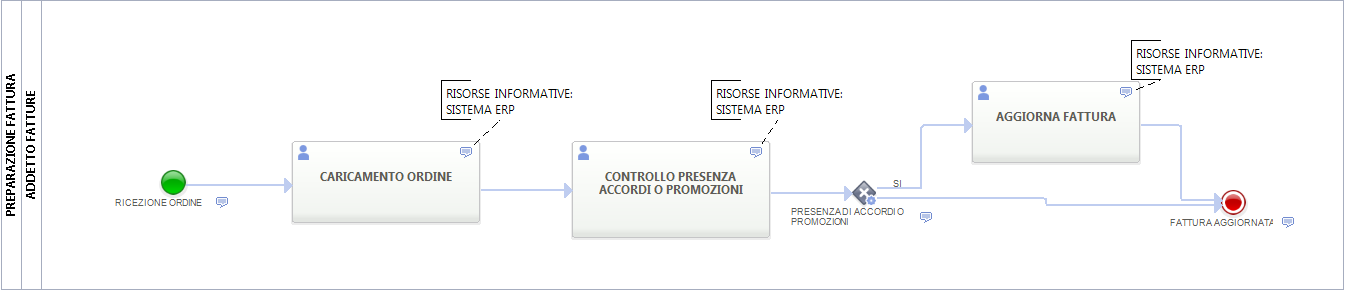 PREPARAZIONE FATTURA
ADDETTO FATTURE
RICEZIONE ORDINE
RISORSE INFORMATIVE:
SISTEMA ERP
CARICAMENTO ORDINE
RISORSE INFORMATIVE:
SISTEMA ERP
CONTROLLO PRESENZA
ACCORDI O PROMOZIONI
PRESENZA DI ACCORDI O
PROMOZIONI
SI
RISORSE INFORMATIVE:
SISTEMA ERP
AGGIORNA FATTURA
FATTURA AGGIORNATA